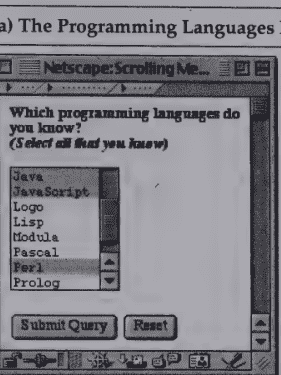 a) The Programming Languages
Netscape: Scrolling Me...
Which programming languages do
you know?
(Select all that you know)
Java
JavaScript
Logo
Lisp
Modula
Pascal
Perl
Prolog
Submit Query Reset